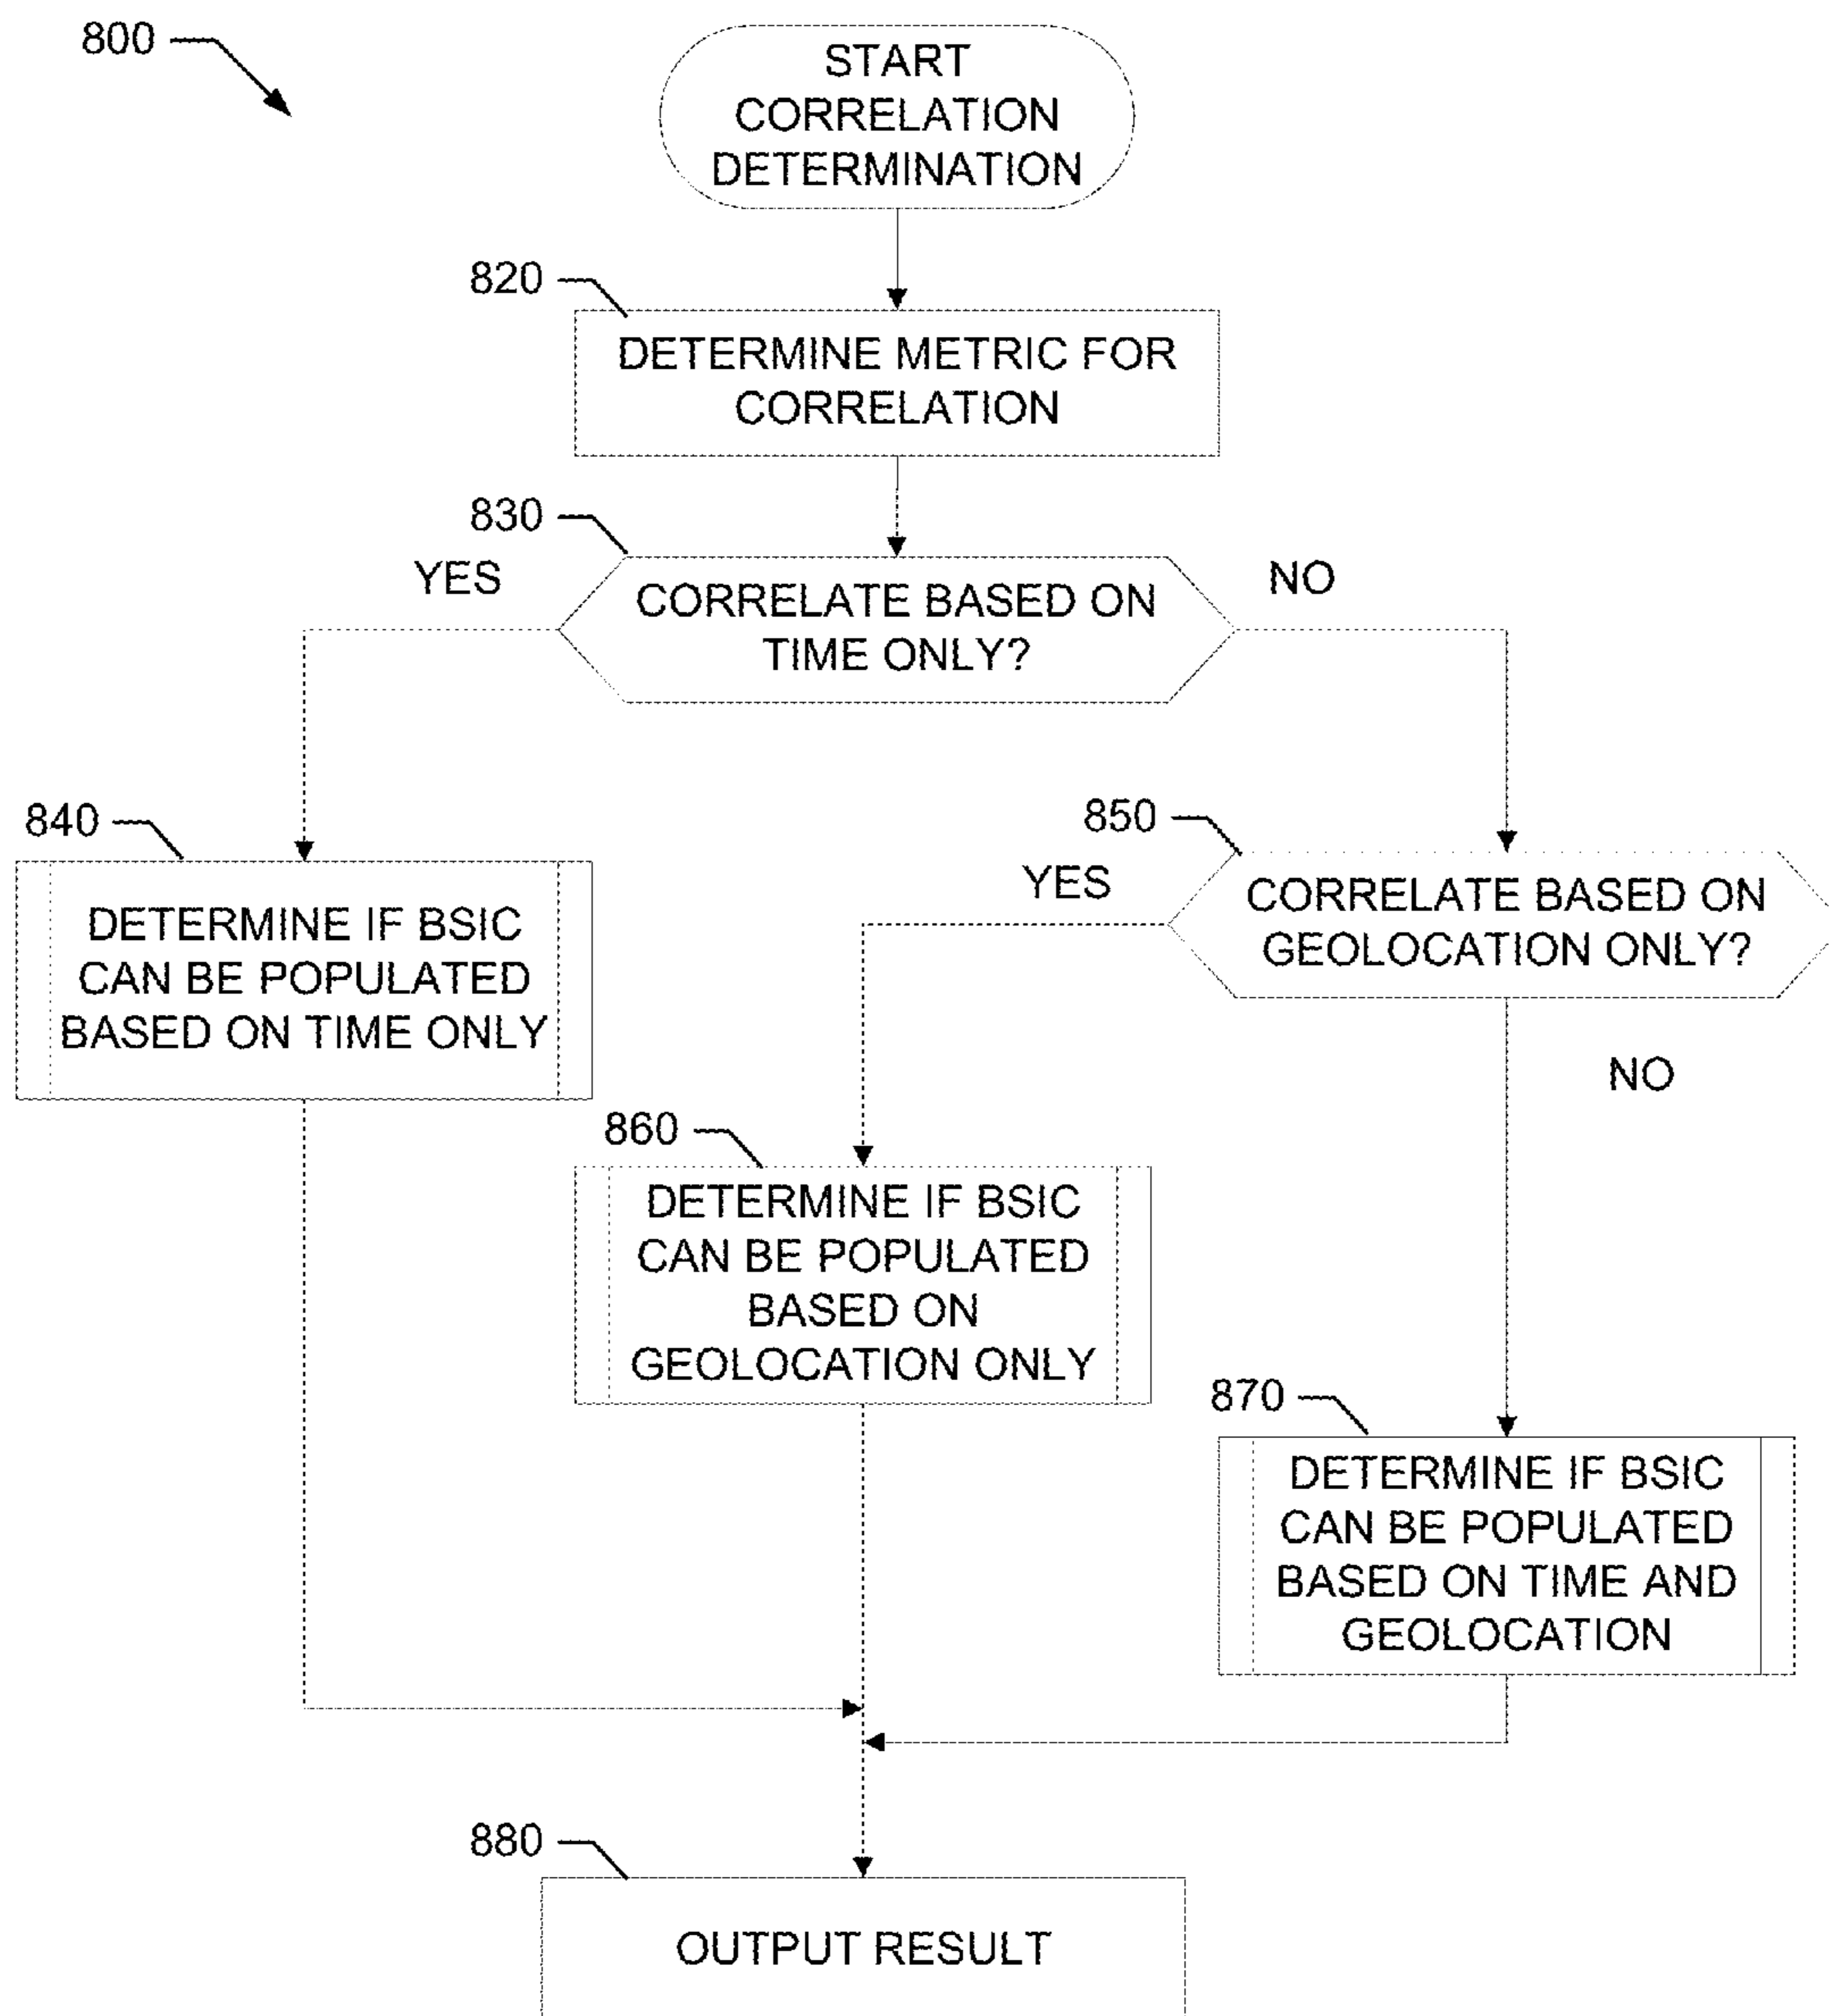 800
START
CORRELATION
DETERMINATION
820
DETERMINE METRIC FOR
CORRELATION
830
YES
NO
CORRELATE BASED ON
TIME ONLY?
840
DETERMINE IF BSIC
CAN BE POPULATED
BASED ON TIME ONLY
850
YES
CORRELATE BASED ON
GEOLOCATION ONLY?
NO
860
DETERMINE IF BSIC
CAN BE POPULATED
BASED ON
GEOLOCATION ONLY
870
DETERMINE IF BSIC
CAN BE POPULATED
BASED ON TIME AND
GEOLOCATION
880
OUTPUT RESULT